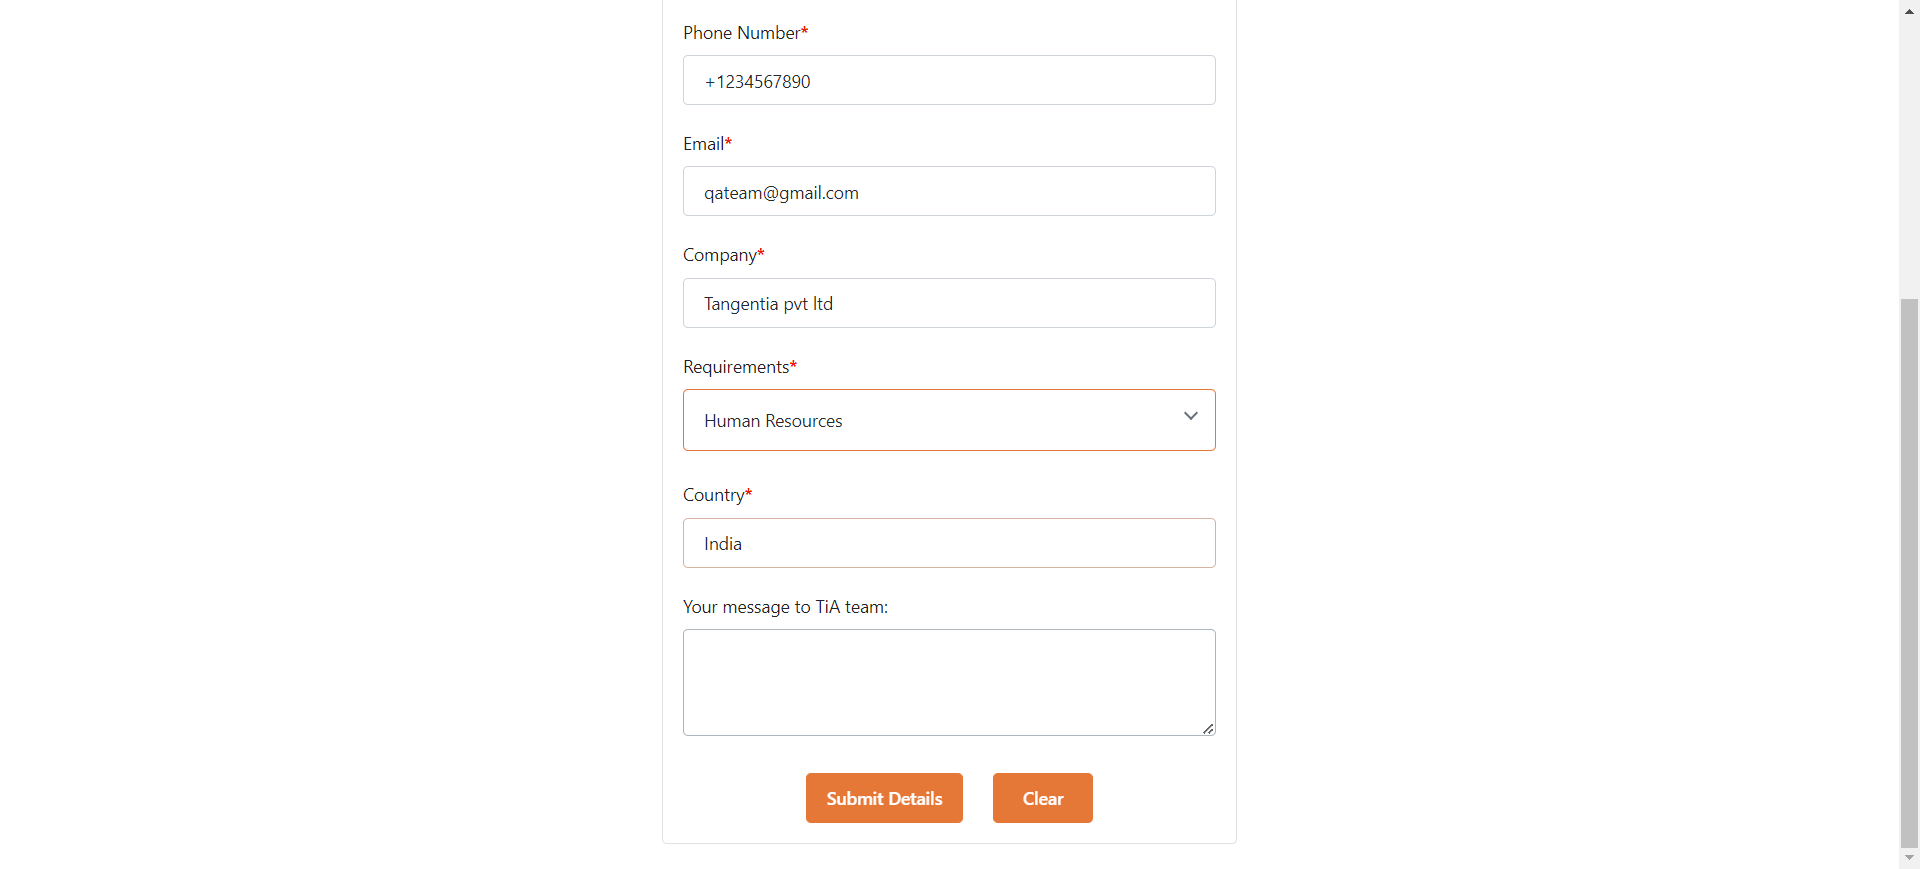 Phone Number*
+1234567890
Email*
qateam@gmail.com
Company*
Tangentia pvt ltd
Requirements*
Human Resources
Country*
India
Your message to TiA team:
Submit Details Clear